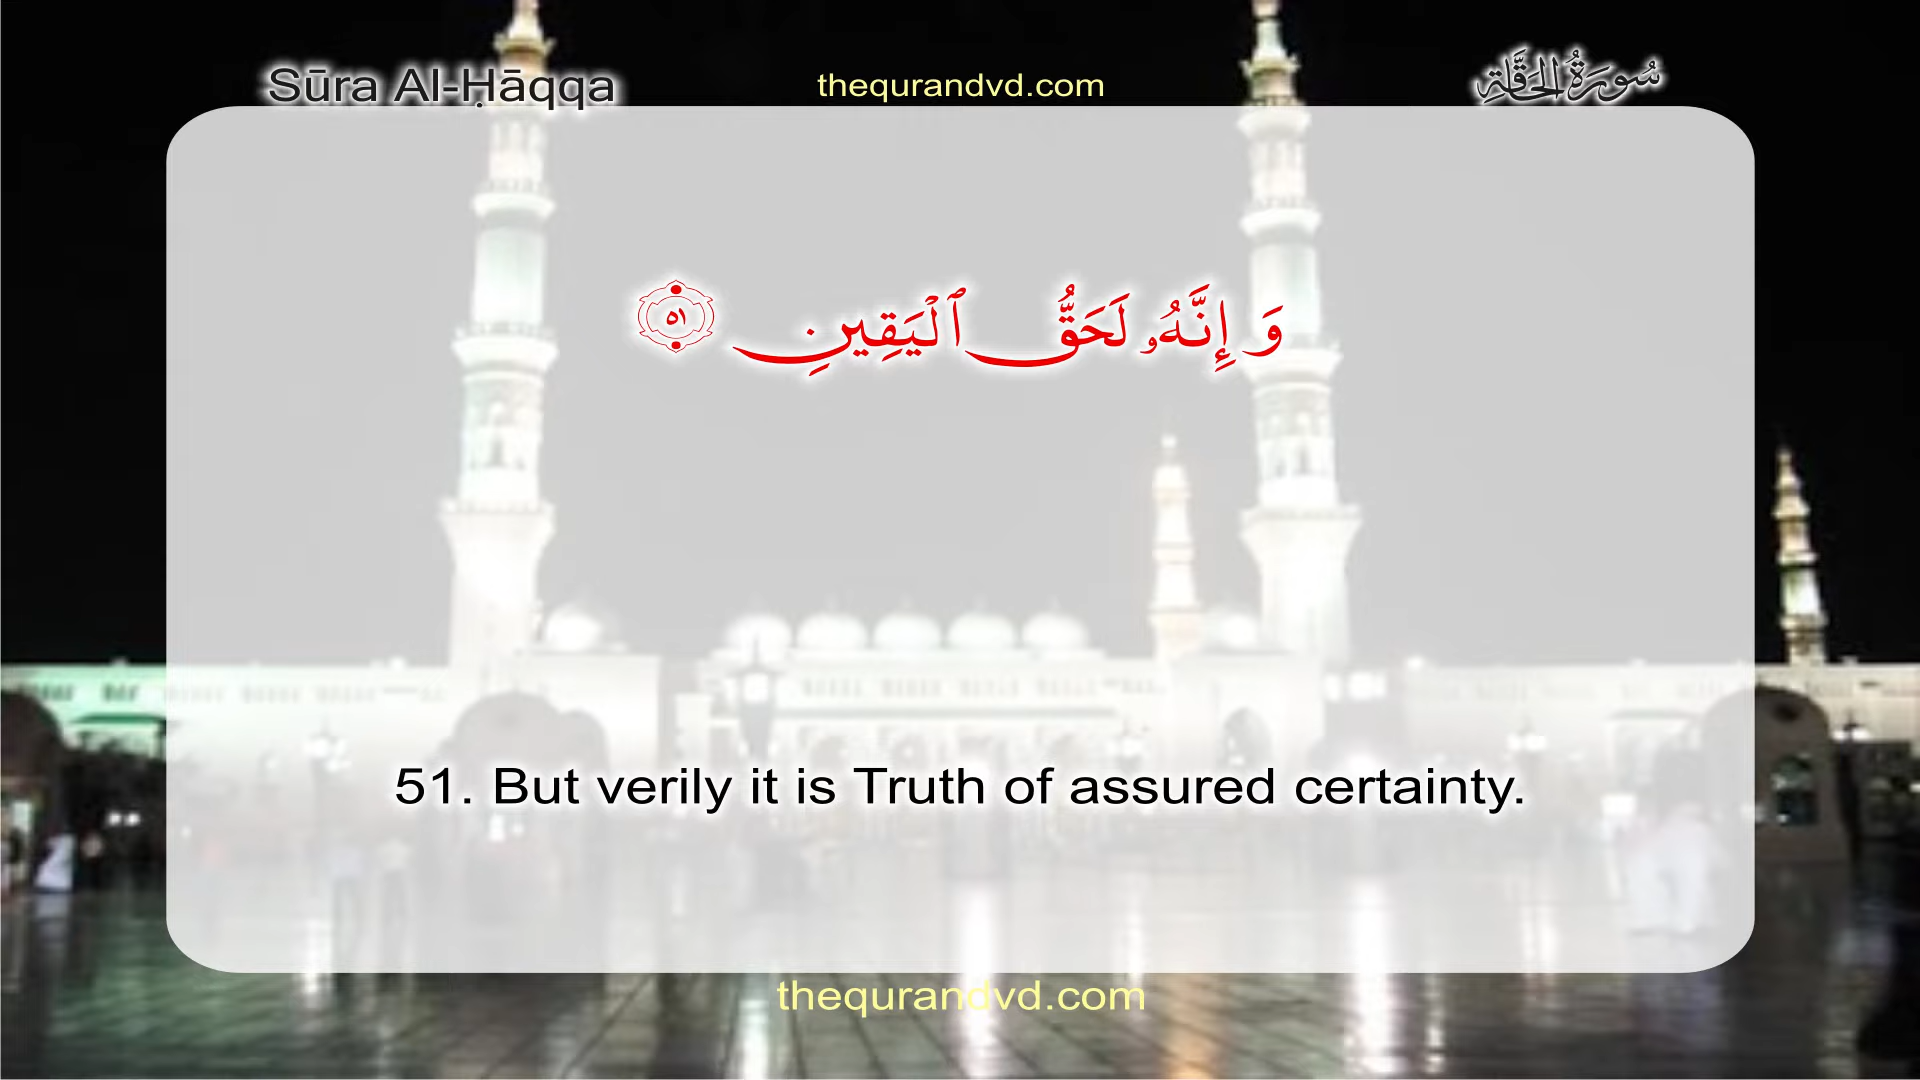 Sūra Al-Ḥāqqa
thequrandvd.com
سُورَةُ الحَاقَّةِ
وَإِنَّهُۥ لَحَقُّ ٱلْيَقِينِ ٥١
51. But verily it is Truth of assured certainty.
thequrandvd.com